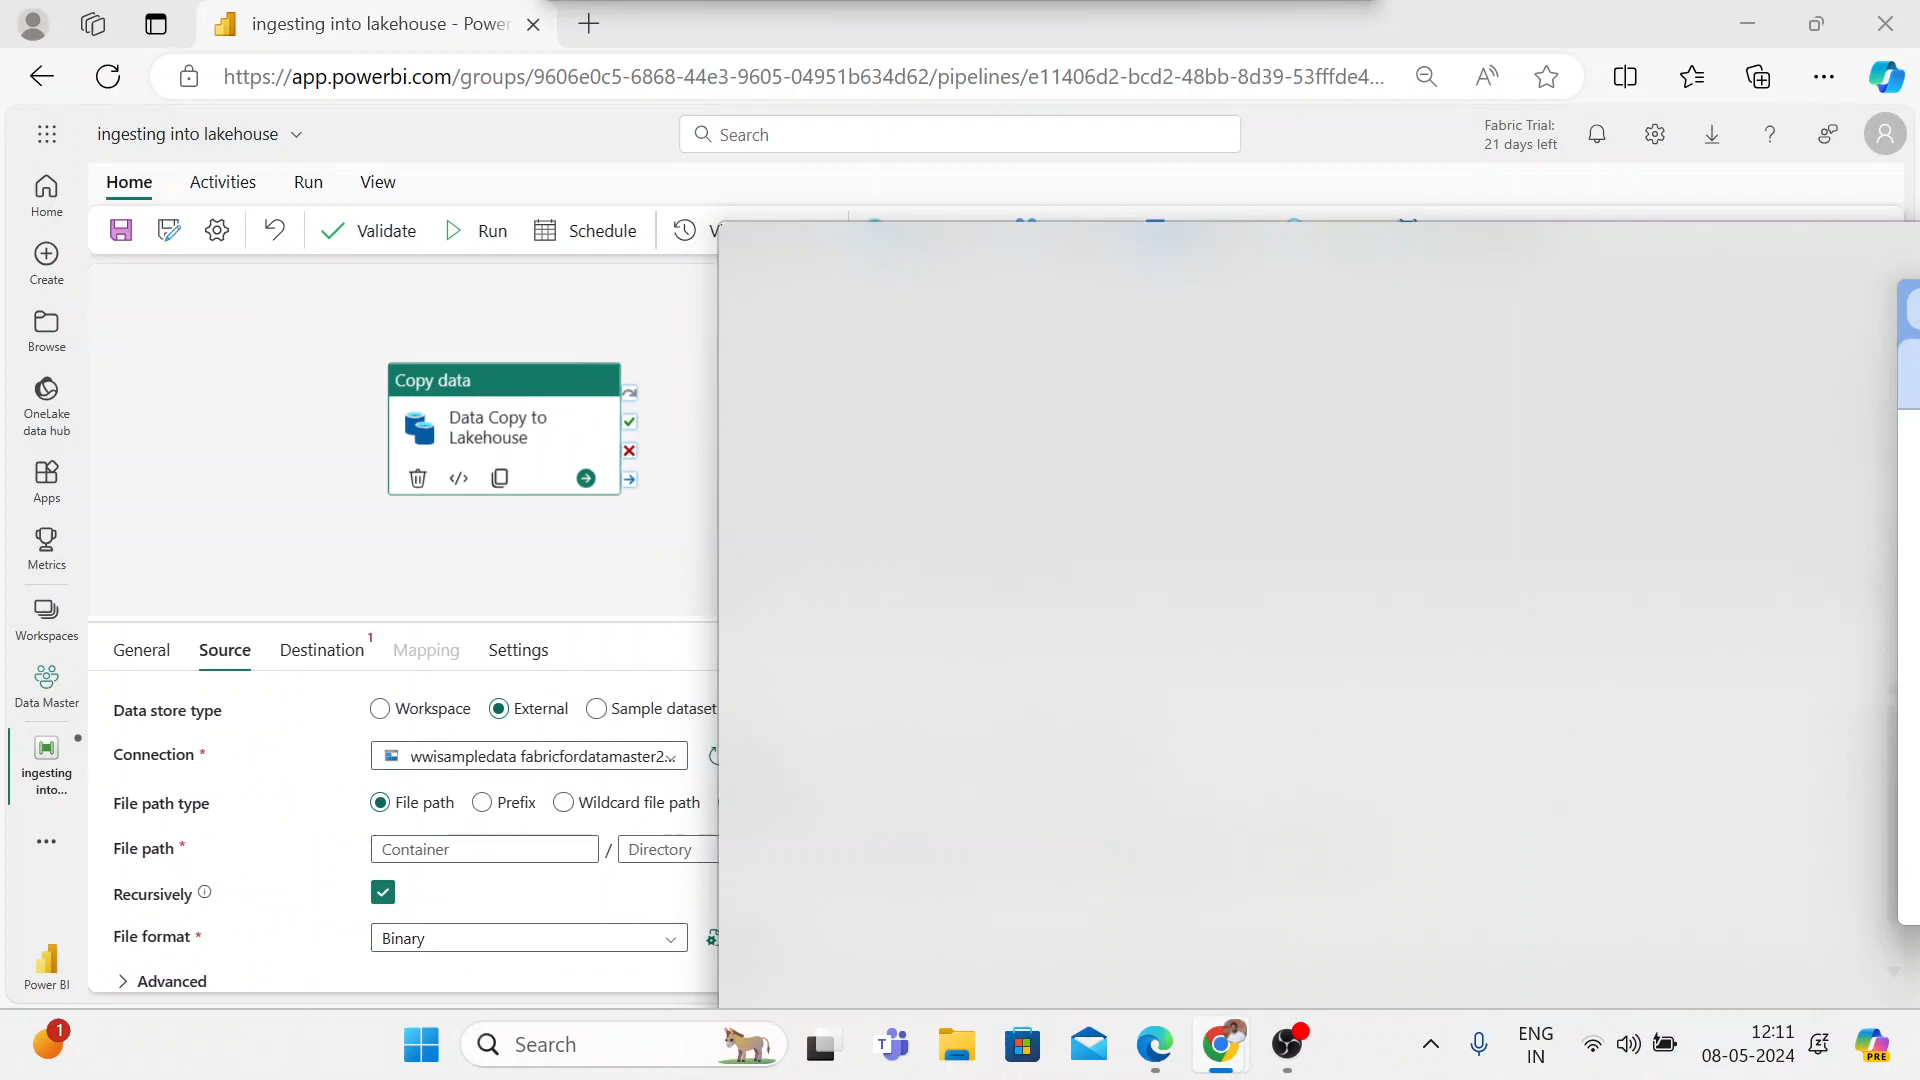 ingesting into lakehouse - Power
https://app.powerbi.com/groups/9606e0c5-6868-44e3-9605-04951b634d62/pipelines/e11406d2-bcd2-48bb-8d39-53fffde4...
ingesting into lakehouse
Search
Fabric Trial:
21 days left
Home Activities Run View
Validate Run Schedule
Home
Create
Browse
OneLake
data hub
Apps
Metrics
Workspaces
Data Master
ingesting
into...
Power BI
Copy data
Data Copy to
Lakehouse
General Source Destination 1 Mapping Settings
Data store type Workspace External Sample dataset
Connection * wwisampledata fabricfordatamaster2...
File path type File path Prefix Wildcard file path
File path * Container / Directory
Recursively
File format * Binary
Advanced
1
Search
ENG
IN
12:11
08-05-2024
PRE